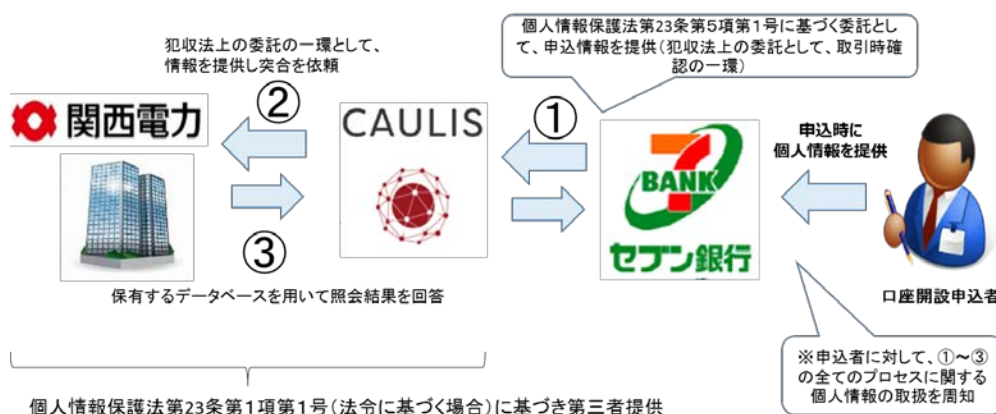 個人情報保護法第23条第5項第1号に基づく委託とし
て、申込情報を提供(犯収法上の委託として、取引時確
認の一環)
犯収法上の委託の一環として、
情報を提供し突合を依頼
②
①
関西電力
CAULIS
7
BANK
セブン銀行
申込時に
個人情報を提供
③
保有するデータベースを用いて照会結果を回答
口座開設申込者
※申込者に対して、①～③
の全てのプロセスに関する
個人情報の取扱を周知
個人情報保護法第23条第1項第1号(法令に基づく場合)に基づき第三者提供